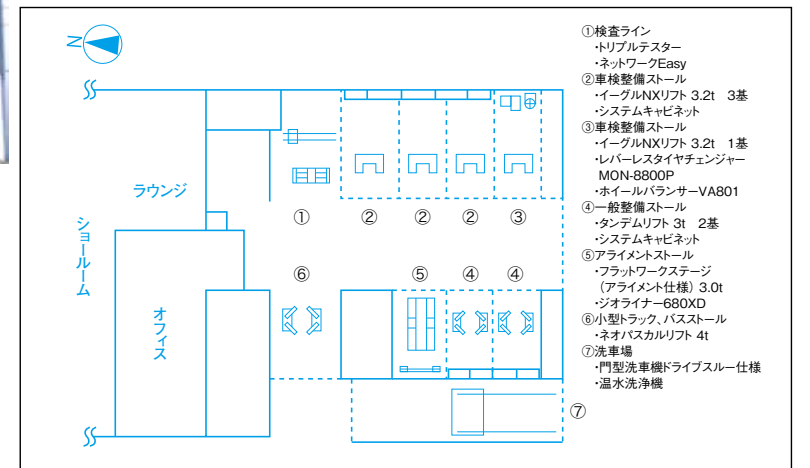 N
ラウンジ
ショールーム
オフィス
①
②
②
②
③
⑥
⑤
④
④
⑦
①検査ライン
・トリプルテスター
・ネットワークEasy
②車検整備ストール
・イーグルNXリフト 3.2t 3基
・システムキャビネット
③車検整備ストール
・イーグルNXリフト 3.2t 1基
・レバーレスタイヤチェンジャー
MON-8800P
・ホイールバランサーVA801
④一般整備ストール
・タンデムリフト 3t 2基
・システムキャビネット
⑤アライメントストール
・フラットワークステージ
（アライメント仕様）3.0t
・ジオライナー680XD
⑥小型トラック、バスストール
・ネオパスカルリフト 4t
⑦洗車場
・門型洗車機ドライブスルー仕様
・温水洗浄機